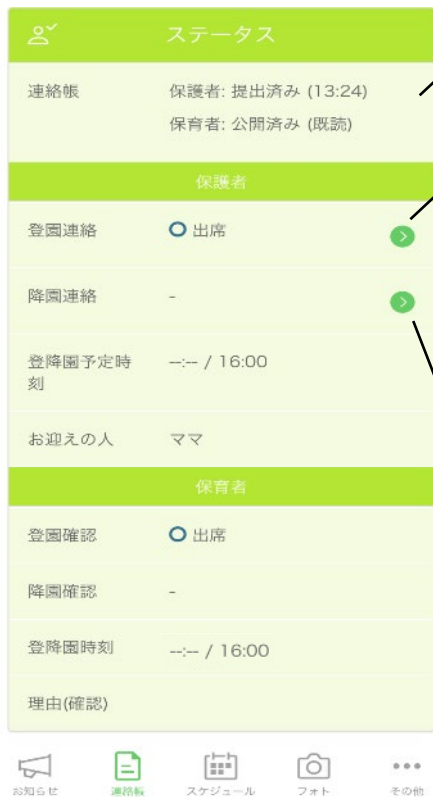 ステータス
連絡帳 保護者: 提出済み (13:24)
保育者: 公開済み (既読)
保護者
登園連絡 出席
降園連絡 -
登降園予定時 --:-- / 16:00
刻
お迎えの人 ママ
保育者
登園確認 出席
降園確認 -
登降園時刻 --:-- / 16:00
理由(確認)
お知らせ 連絡帳 スケジュール フォト その他